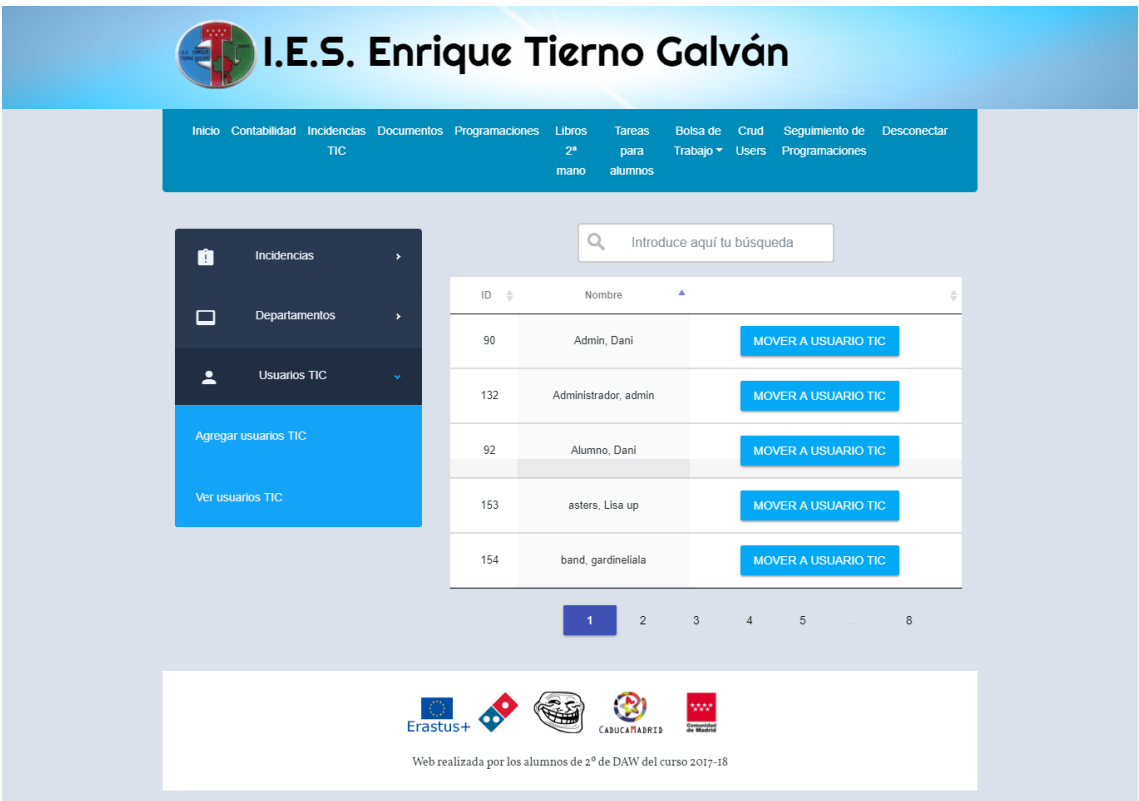 I.E.S. Enrique Tierno Galván
Inicio Contabilidad Incidencias Documentos Programaciones Libros Tareas Bolsa de Crud Seguimiento de Desconectar
TIC 2ª para Trabajo Users Programaciones
mano alumnos
Introduce aquí tu búsqueda
Incidencias
Departamentos
Usuarios TIC
Agregar usuarios TIC
Ver usuarios TIC
ID Nombre
90 Admin, Dani MOVER A USUARIO TIC
132 Administrador, admin MOVER A USUARIO TIC
92 Alumno, Dani MOVER A USUARIO TIC
153 asters, Lisa up MOVER A USUARIO TIC
154 band, gardineliala MOVER A USUARIO TIC
1 2 3 4 5 ... 8
Erastus+
CADUCAMADRID
Comunidad
de Madrid
Web realizada por los alumnos de 2º de DAW del curso 2017-18